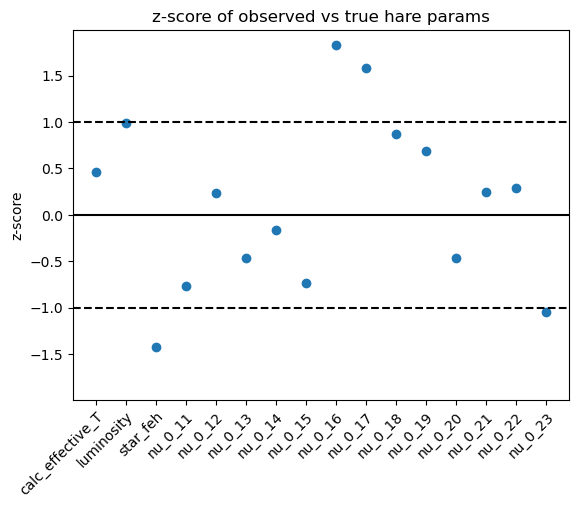 z-score of observed vs true hare params
z-score
1.5
1.0
0.5
0.0
−0.5
−1.0
−1.5
calc_effective_T
luminosity
star_feh
nu_0_11
nu_0_12
nu_0_13
nu_0_14
nu_0_15
nu_0_16
nu_0_17
nu_0_18
nu_0_19
nu_0_20
nu_0_21
nu_0_22
nu_0_23